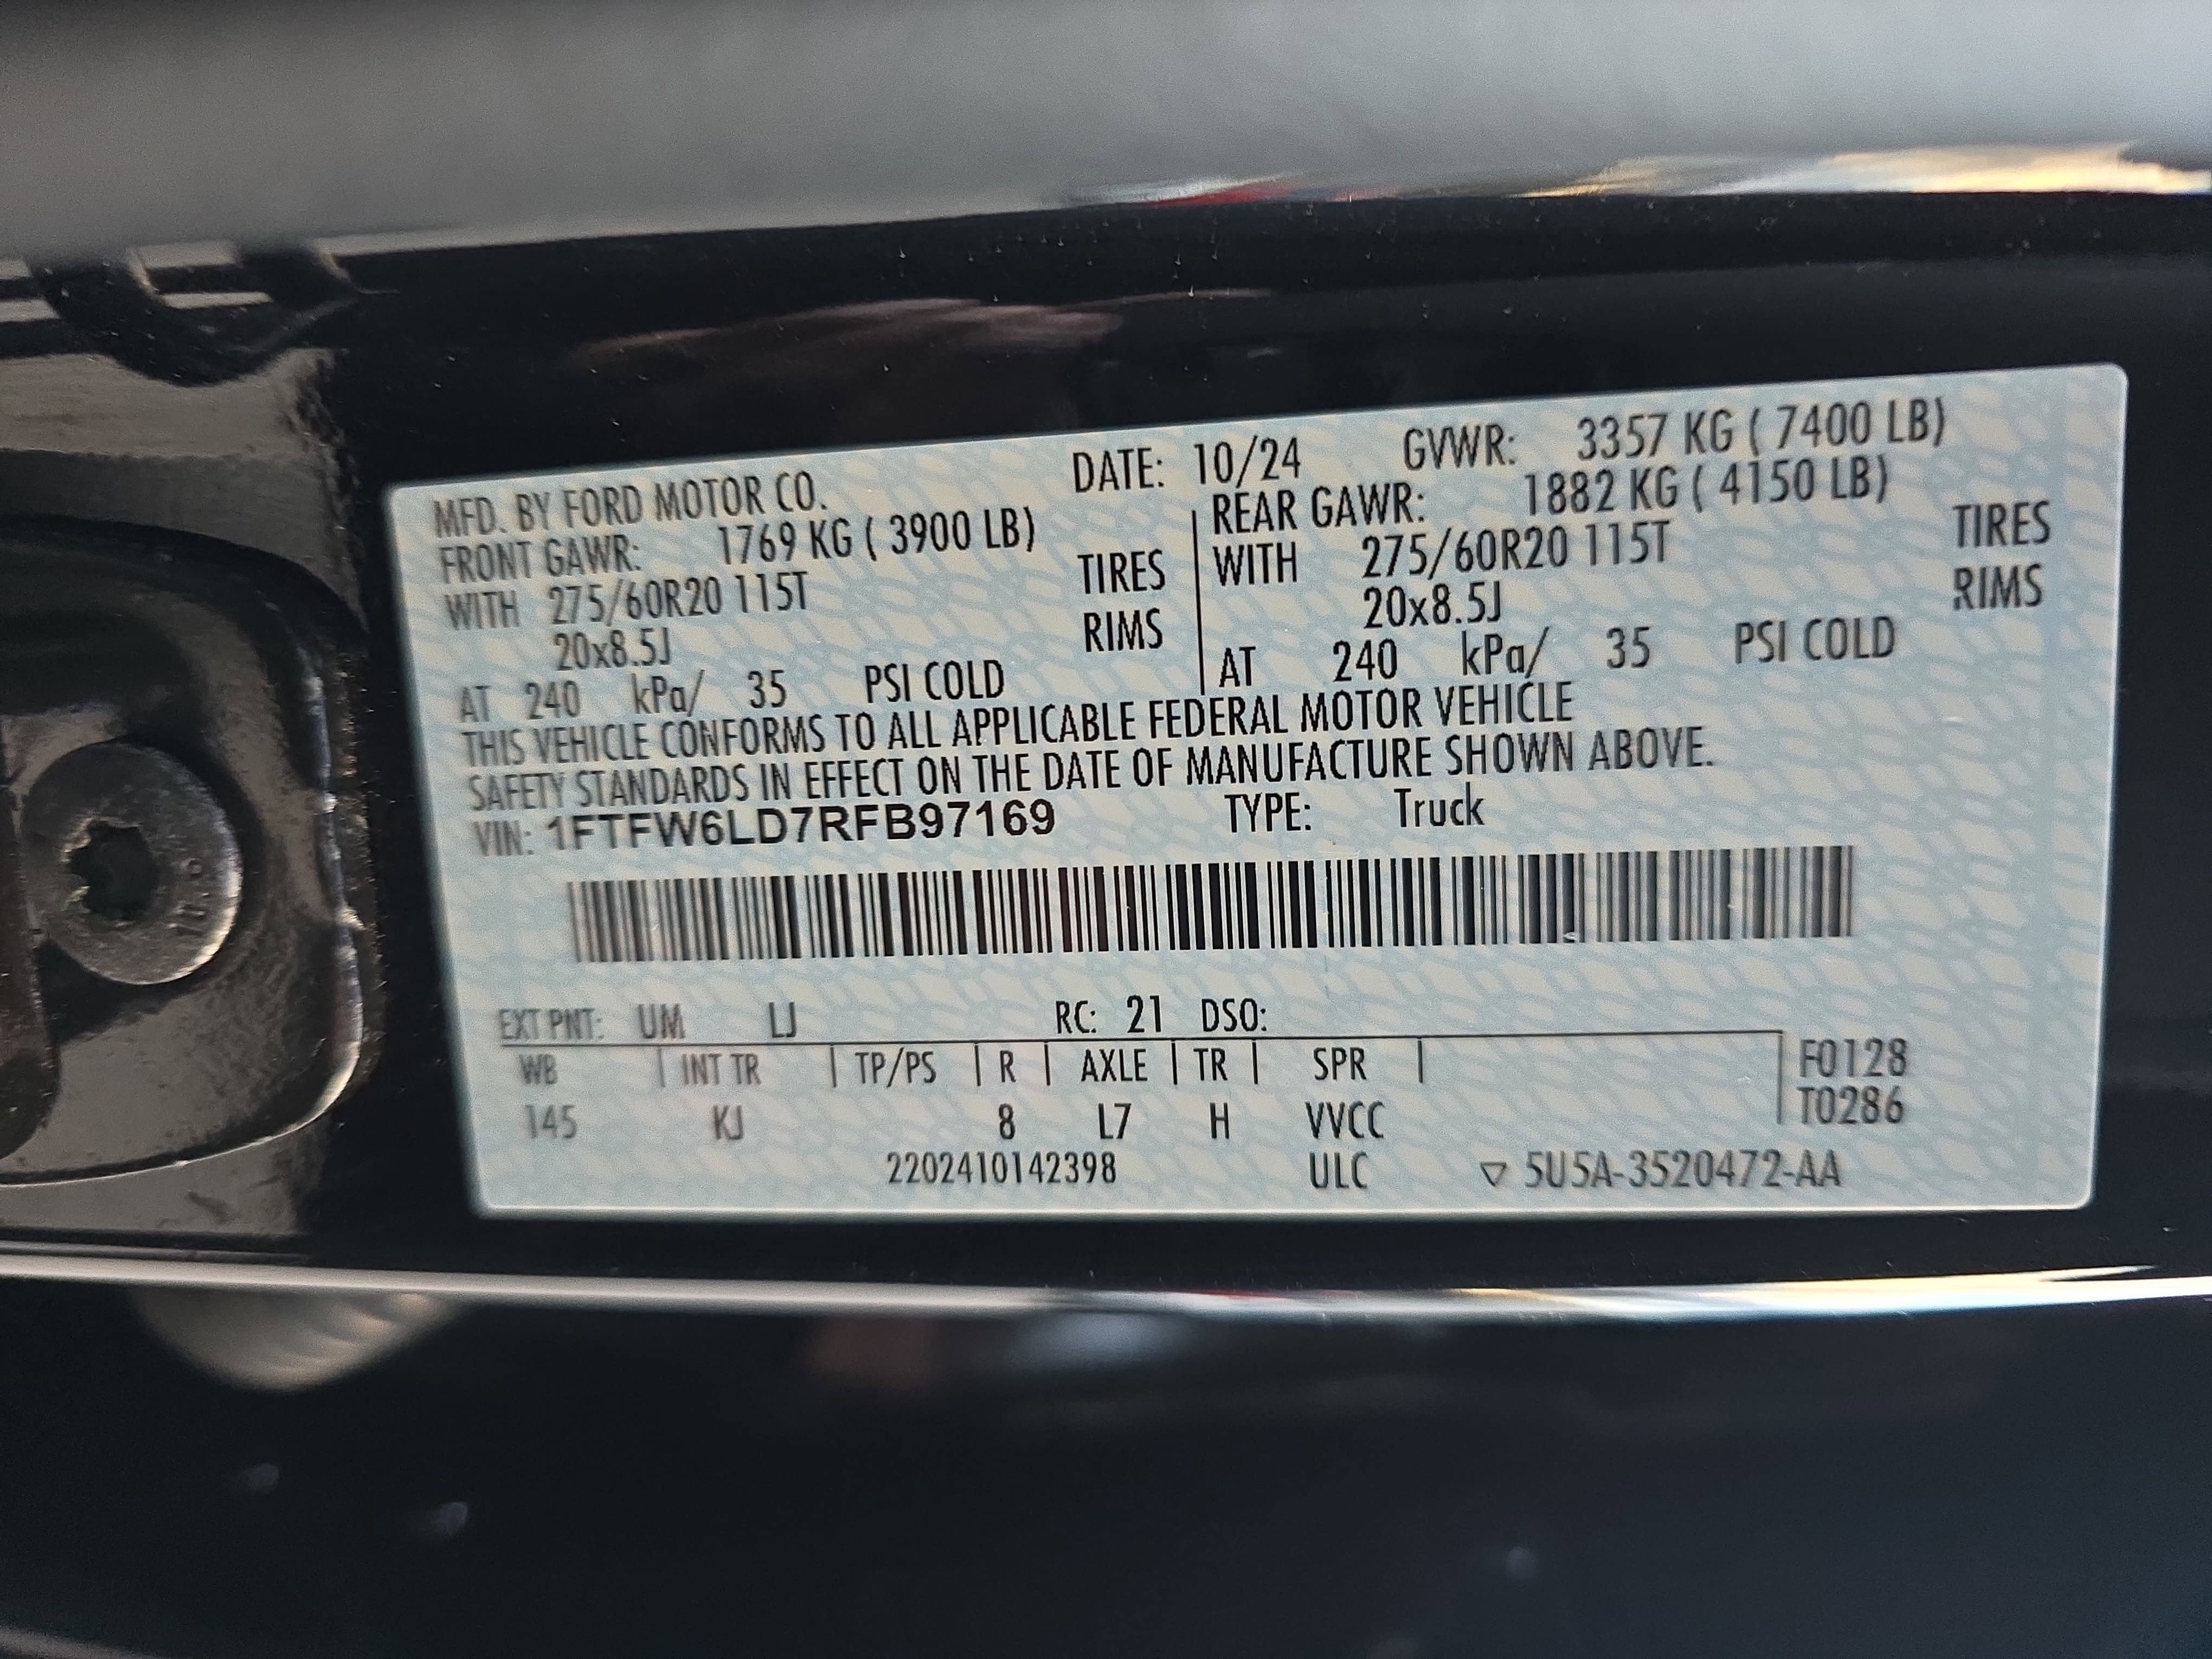 MFD. BY FORD MOTOR CO. DATE: 10/24 GVWR: 3357 KG ( 7400 LB)
FRONT GAWR: 1769 KG ( 3900 LB) REAR GAWR: 1882 KG ( 4150 LB)
WITH 275/60R20 115T TIRES WITH 275/60R20 115T TIRES
20x8.5J RIMS 20x8.5J RIMS
AT 240 kPa/ 35 PSI COLD AT 240 kPa/ 35 PSI COLD
THIS VEHICLE CONFORMS TO ALL APPLICABLE FEDERAL MOTOR VEHICLE
SAFETY STANDARDS IN EFFECT ON THE DATE OF MANUFACTURE SHOWN ABOVE.
VIN: 1FTFW6LD7RFB97169 TYPE: Truck
EXT PNT: UM LJ RC: 21 DSO:
WB INT TR TP/PS R AXLE TR SPR F0128
145 KJ 8 L7 H VVCC T0286
2202410142398 ULC ▽ 5U5A-3520472-AA